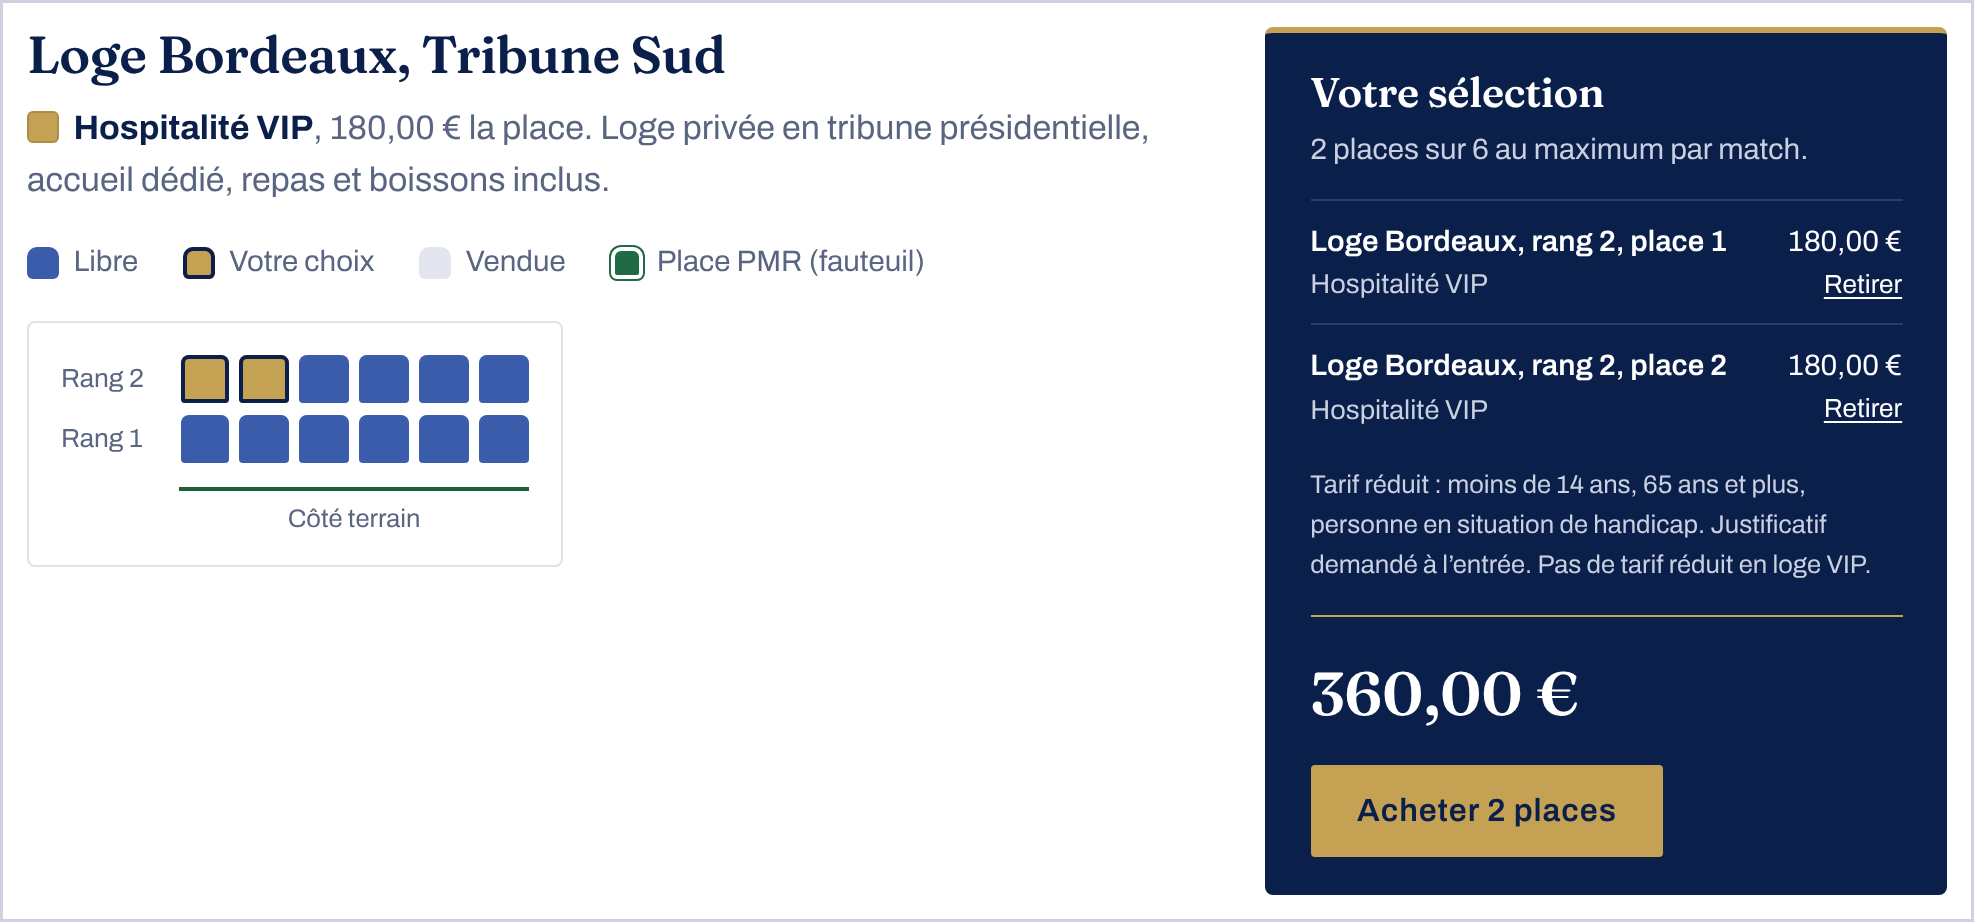 Loge Bordeaux, Tribune Sud
Hospitalité VIP, 180,00 € la place. Loge privée en tribune présidentielle,
accueil dédié, repas et boissons inclus.
Libre
Votre choix
Vendue
Place PMR (fauteuil)
Rang 2
Rang 1
Côté terrain
Votre sélection
2 places sur 6 au maximum par match.
Loge Bordeaux, rang 2, place 1 180,00 €
Hospitalité VIP Retirer
Loge Bordeaux, rang 2, place 2 180,00 €
Hospitalité VIP Retirer
Tarif réduit : moins de 14 ans, 65 ans et plus,
personne en situation de handicap. Justificatif
demandé à l’entrée. Pas de tarif réduit en loge VIP.
360,00 €
Acheter 2 places